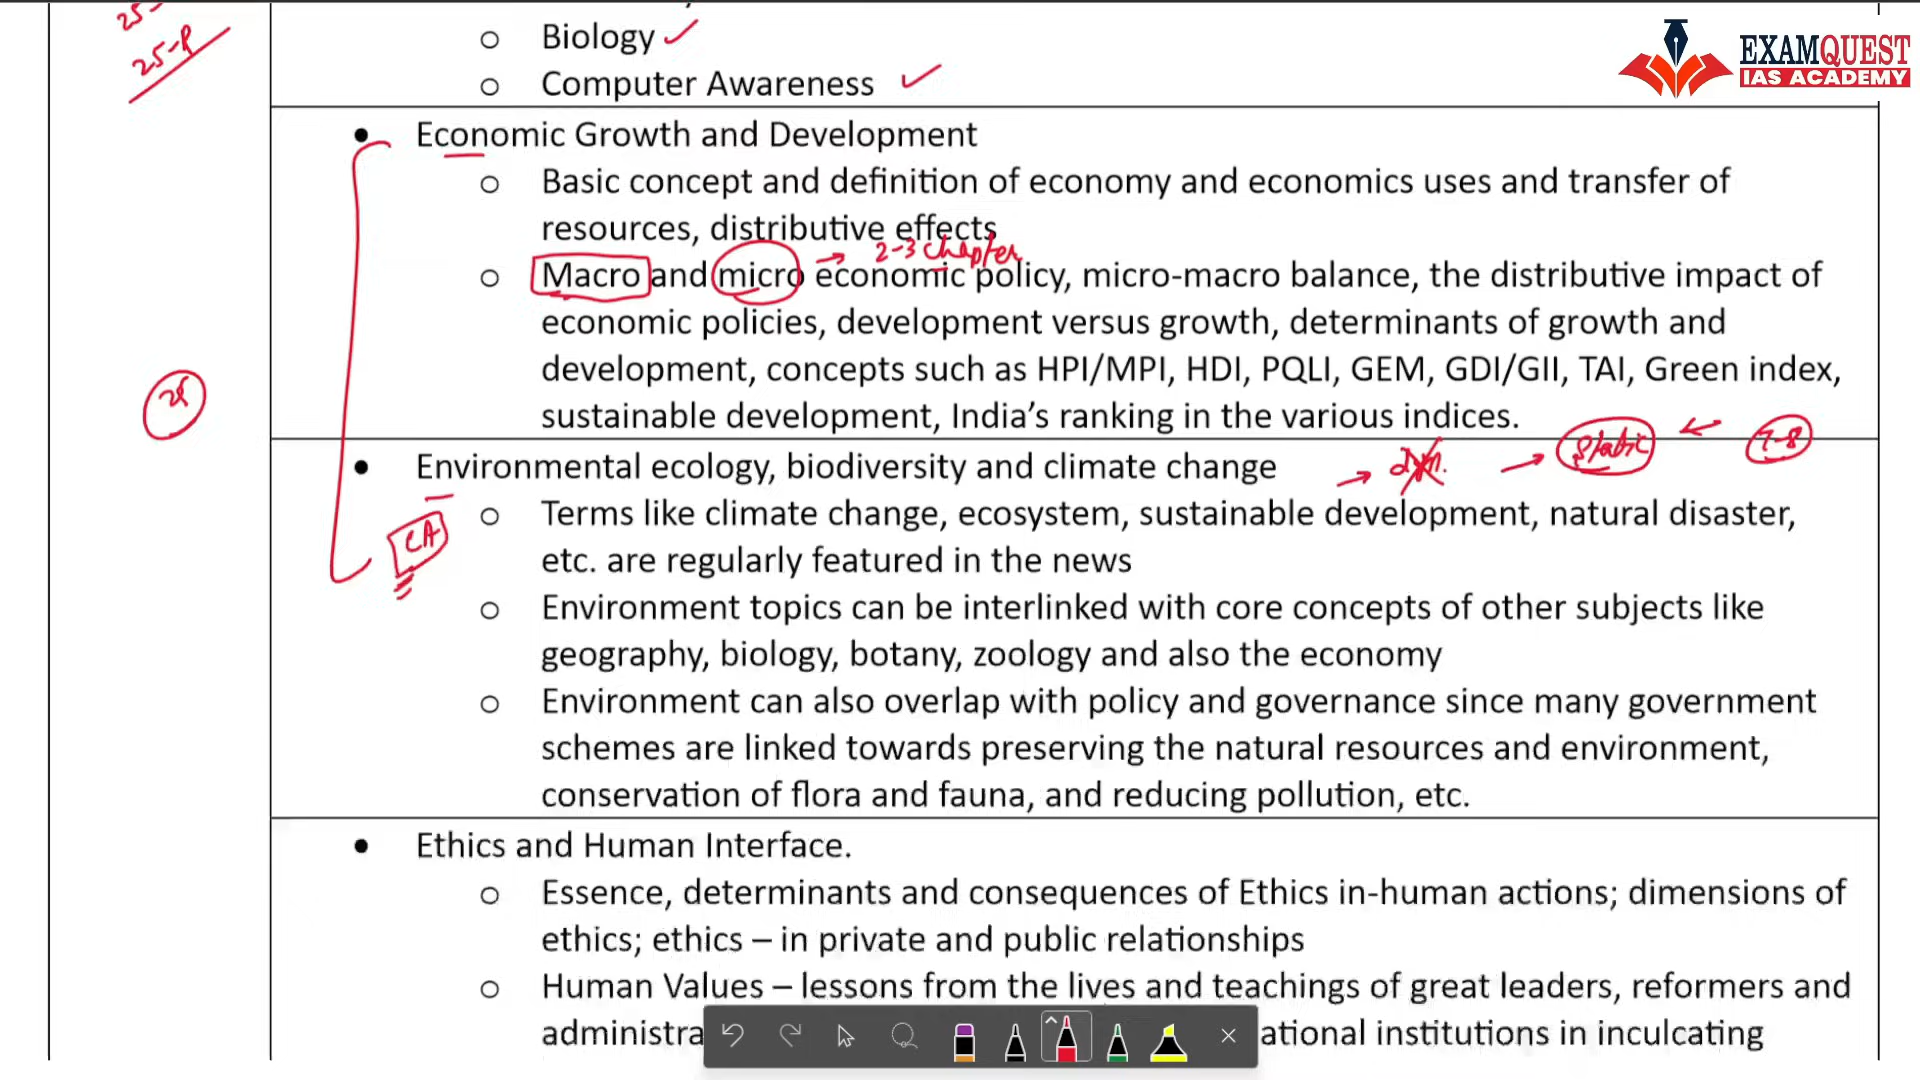 25-P
Biology
Computer Awareness
EXAMQUEST
IAS ACADEMY
Economic Growth and Development
Basic concept and definition of economy and economics uses and transfer of
resources, distributive effects
→ 2-3 chapter
Macro and micro economic policy, micro-macro balance, the distributive impact of
economic policies, development versus growth, determinants of growth and
development, concepts such as HPI/MPI, HDI, PQLI, GEM, GDI/GII, TAI, Green index,
sustainable development, India’s ranking in the various indices.
Environmental ecology, biodiversity and climate change → → Static ← 7-8
CA
Terms like climate change, ecosystem, sustainable development, natural disaster,
etc. are regularly featured in the news
Environment topics can be interlinked with core concepts of other subjects like
geography, biology, botany, zoology and also the economy
Environment can also overlap with policy and governance since many government
schemes are linked towards preserving the natural resources and environment,
conservation of flora and fauna, and reducing pollution, etc.
Ethics and Human Interface.
Essence, determinants and consequences of Ethics in-human actions; dimensions of
ethics; ethics – in private and public relationships
Human Values – lessons from the lives and teachings of great leaders, reformers and
administra ational institutions in inculcating